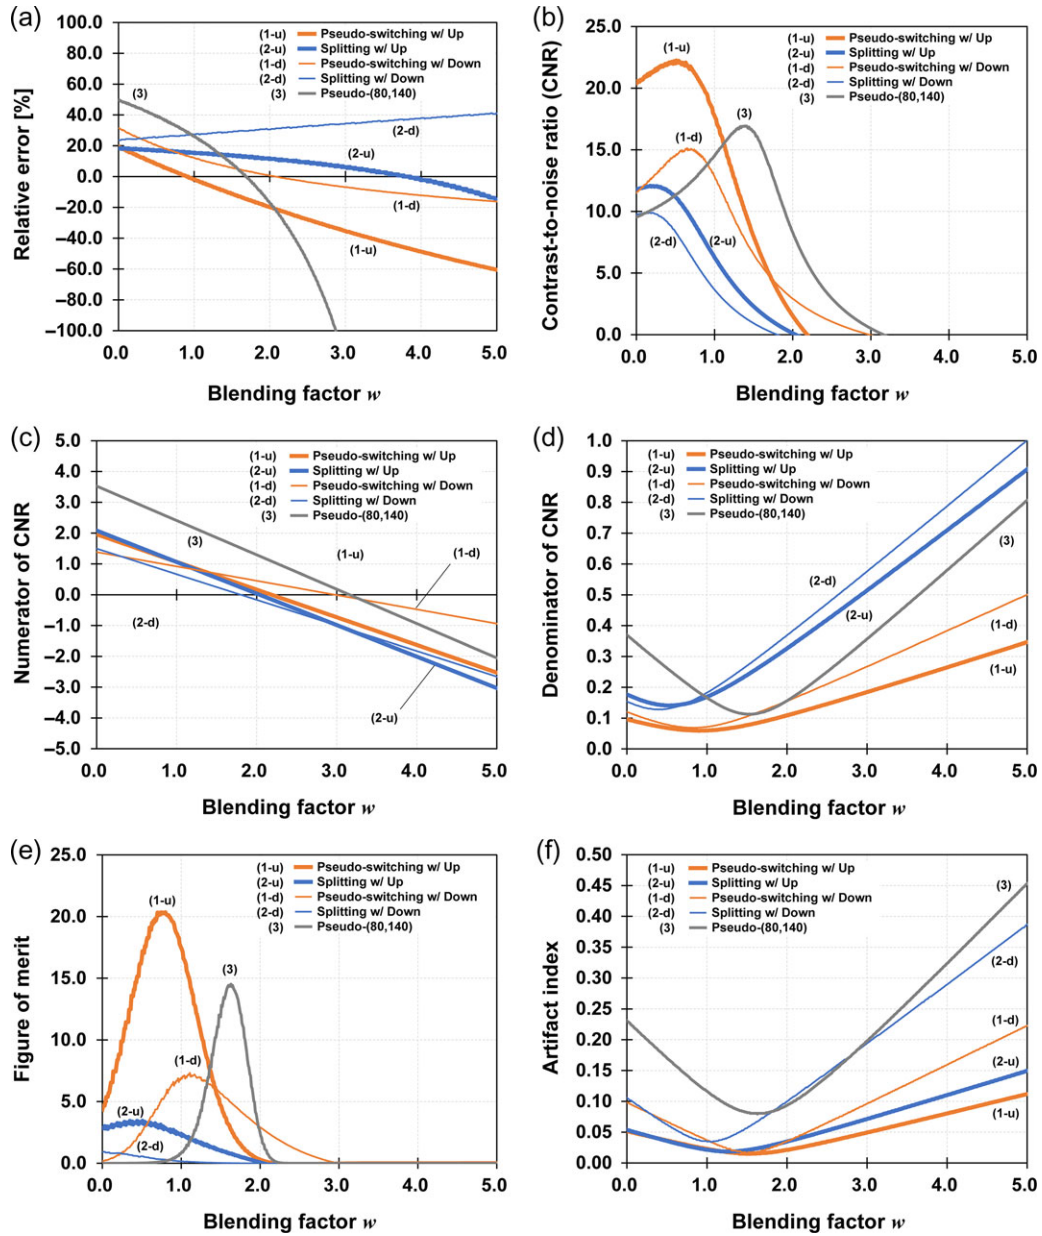 (a)
Relative error [%]
100.0
80.0
60.0
40.0
20.0
0.0
−20.0
−40.0
−60.0
−80.0
−100.0
(1-u) Pseudo-switching w/ Up
(2-u) Splitting w/ Up
(1-d) Pseudo-switching w/ Down
(2-d) Splitting w/ Down
(3) Pseudo-(80,140)
(3)
(2-d)
(2-u)
(1-d)
(1-u)
0.0 1.0 2.0 3.0 4.0 5.0
Blending factor w
(b)
Contrast-to-noise ratio (CNR)
25.0
20.0
15.0
10.0
5.0
0.0
(1-u) Pseudo-switching w/ Up
(2-u) Splitting w/ Up
(1-d) Pseudo-switching w/ Down
(2-d) Splitting w/ Down
(3) Pseudo-(80,140)
(1-u)
(3)
(1-d)
(2-d)
(2-u)
0.0 1.0 2.0 3.0 4.0 5.0
Blending factor w
(c)
Numerator of CNR
5.0
4.0
3.0
2.0
1.0
0.0
−1.0
−2.0
−3.0
−4.0
−5.0
(1-u) Pseudo-switching w/ Up
(2-u) Splitting w/ Up
(1-d) Pseudo-switching w/ Down
(2-d) Splitting w/ Down
(3) Pseudo-(80,140)
(3)
(1-u)
(1-d)
(2-d)
(2-u)
0.0 1.0 2.0 3.0 4.0 5.0
Blending factor w
(d)
Denominator of CNR
1.0
0.9
0.8
0.7
0.6
0.5
0.4
0.3
0.2
0.1
0.0
(1-u) Pseudo-switching w/ Up
(2-u) Splitting w/ Up
(1-d) Pseudo-switching w/ Down
(2-d) Splitting w/ Down
(3) Pseudo-(80,140)
(3)
(2-d)
(2-u)
(1-d)
(1-u)
0.0 1.0 2.0 3.0 4.0 5.0
Blending factor w
(e)
Figure of merit
25.0
20.0
15.0
10.0
5.0
0.0
(1-u) Pseudo-switching w/ Up
(2-u) Splitting w/ Up
(1-d) Pseudo-switching w/ Down
(2-d) Splitting w/ Down
(3) Pseudo-(80,140)
(1-u)
(3)
(1-d)
(2-u)
(2-d)
0.0 1.0 2.0 3.0 4.0 5.0
Blending factor w
(f)
Artifact index
0.50
0.45
0.40
0.35
0.30
0.25
0.20
0.15
0.10
0.05
0.00
(1-u) Pseudo-switching w/ Up
(2-u) Splitting w/ Up
(1-d) Pseudo-switching w/ Down
(2-d) Splitting w/ Down
(3) Pseudo-(80,140)
(3)
(2-d)
(1-d)
(2-u)
(1-u)
0.0 1.0 2.0 3.0 4.0 5.0
Blending factor w